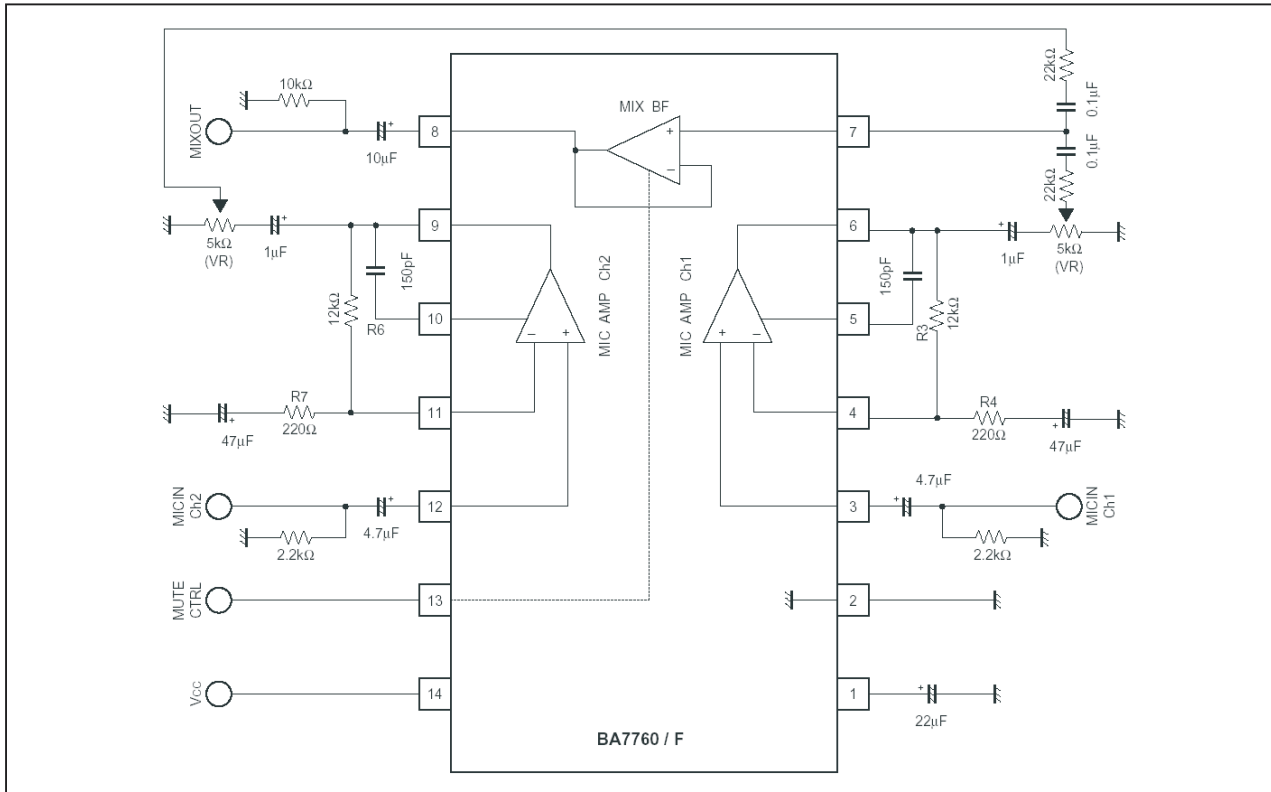 10kΩ
MIXOUT
10µF
+
8
MIX BF
+
−
7
22kΩ
0.1µF
0.1µF
22kΩ
5kΩ
(VR)
1µF
+
9
6
+
1µF
5kΩ
(VR)
12kΩ
R6
150pF
10
MIC AMP Ch2
−
+
MIC AMP Ch1
+
−
5
150pF
R3
12kΩ
R7
220Ω
47µF
+
11
4
R4
220Ω
+
47µF
MICIN
Ch2
4.7µF
+
2.2kΩ
12
3
4.7µF
+
2.2kΩ
MICIN
Ch1
MUTE
CTRL
13
2
Vcc
14
1
+
22µF
BA7760 / F